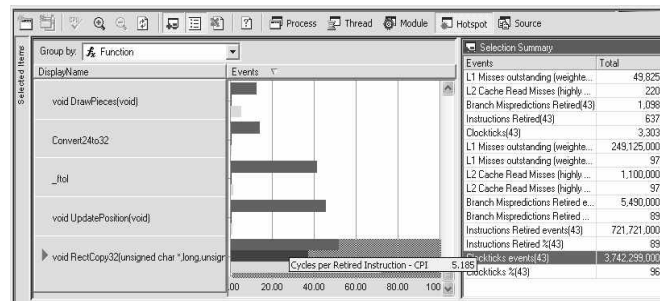 Process Thread Module Hotspot Source
Selected Items
Group by: fx Function
DisplayName Events
void DrawPieces(void)
Convert24to32
_ftol
void UpdatePosition(void)
void RectCopy32(unsigned char *,long,unsigr
Cycles per Retired Instruction - CPI 5.185
.00 20.00 40.00 60.00 80.00 100
Selection Summary
Events Total
L1 Misses outstanding (weighte... 49,825
L2 Cache Read Misses (highly ... 220
Branch Mispredictions Retired(43) 1,098
Instructions Retired(43) 637
Clockticks(43) 3,303
L1 Misses outstanding (weighte... 249,125,000
L1 Misses outstanding (weighte... 97
L2 Cache Read Misses (highly ... 1,100,000
L2 Cache Read Misses (highly ... 97
Branch Mispredictions Retired e... 5,490,000
Branch Mispredictions Retired ... 89
Instructions Retired events(43) 721,721,000
Instructions Retired %(43) 89
Clockticks events(43) 3,742,299,000
Clockticks %(43) 96